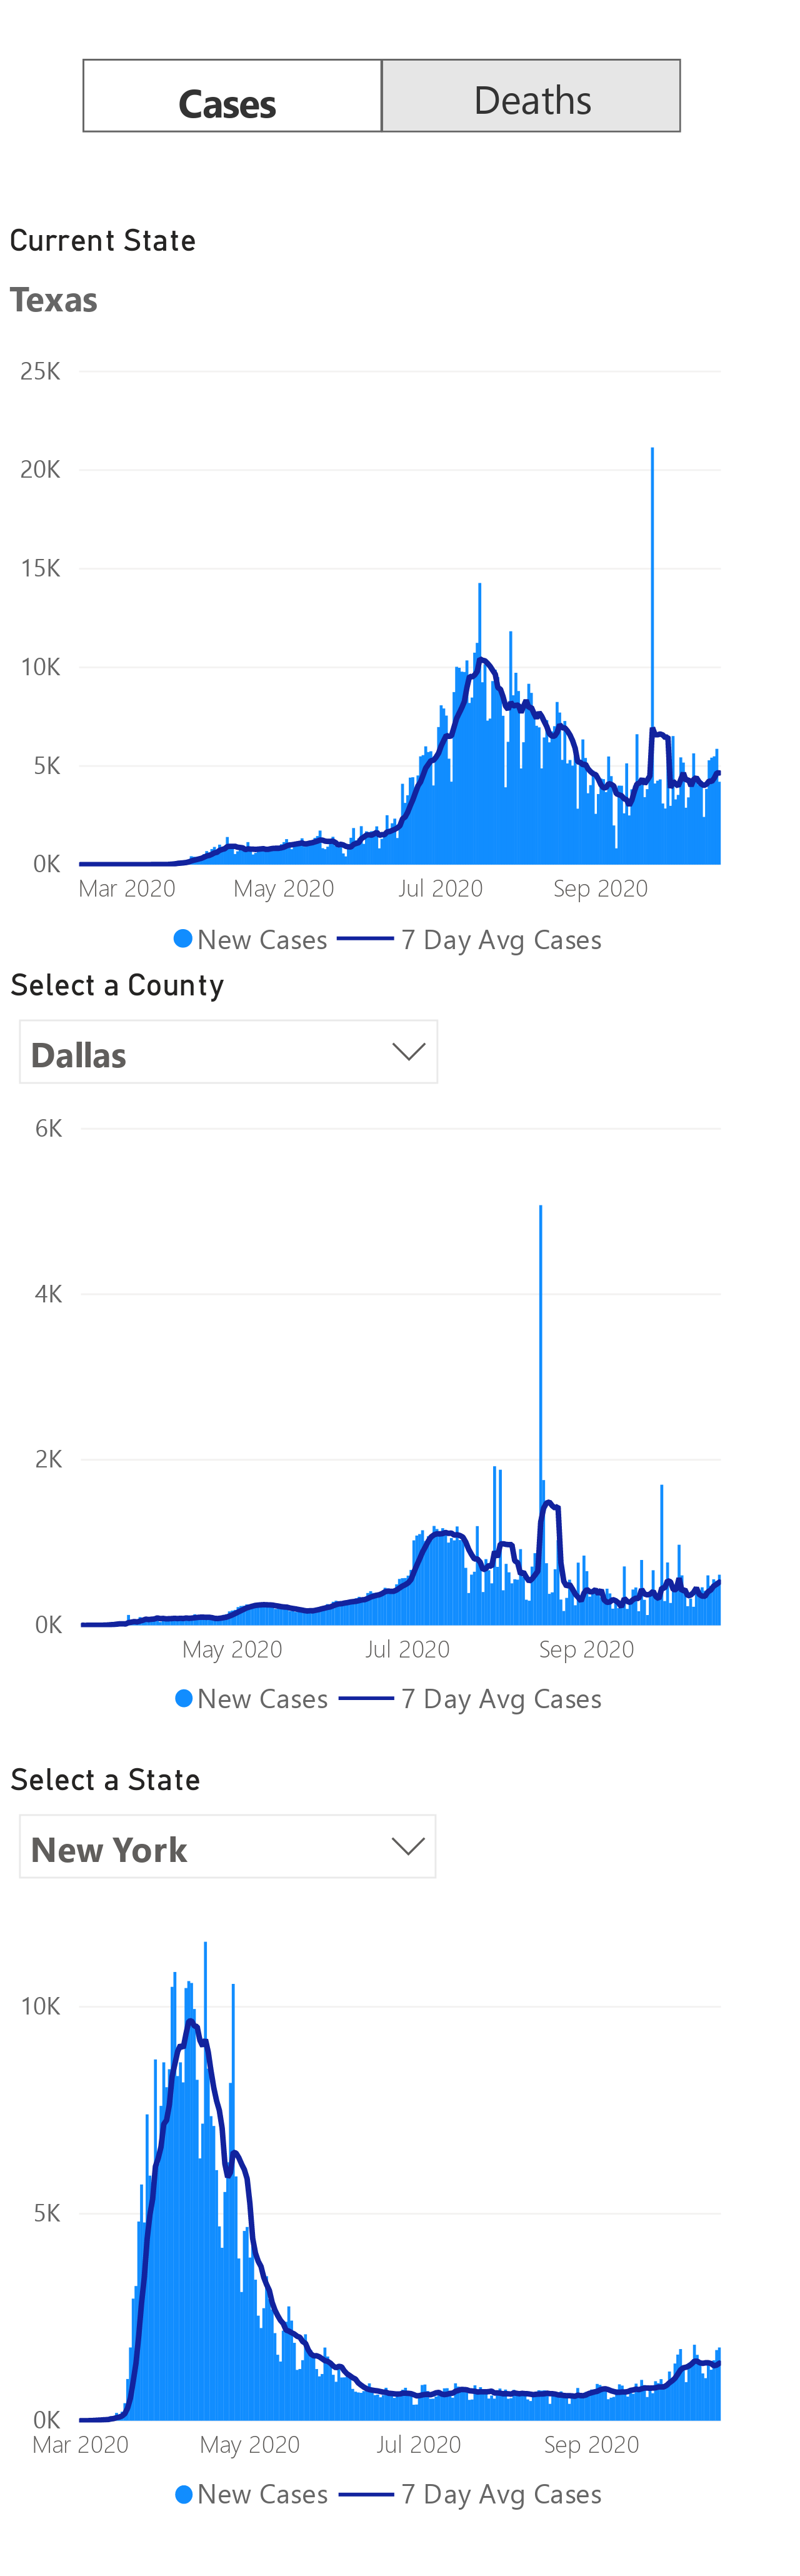 Cases Deaths
Current State
Texas
25K
20K
15K
10K
5K
0K
Mar 2020 May 2020 Jul 2020 Sep 2020
New Cases 7 Day Avg Cases
Select a County
Dallas
6K
4K
2K
0K
May 2020 Jul 2020 Sep 2020
New Cases 7 Day Avg Cases
Select a State
New York
10K
5K
0K
Mar 2020 May 2020 Jul 2020 Sep 2020
New Cases 7 Day Avg Cases